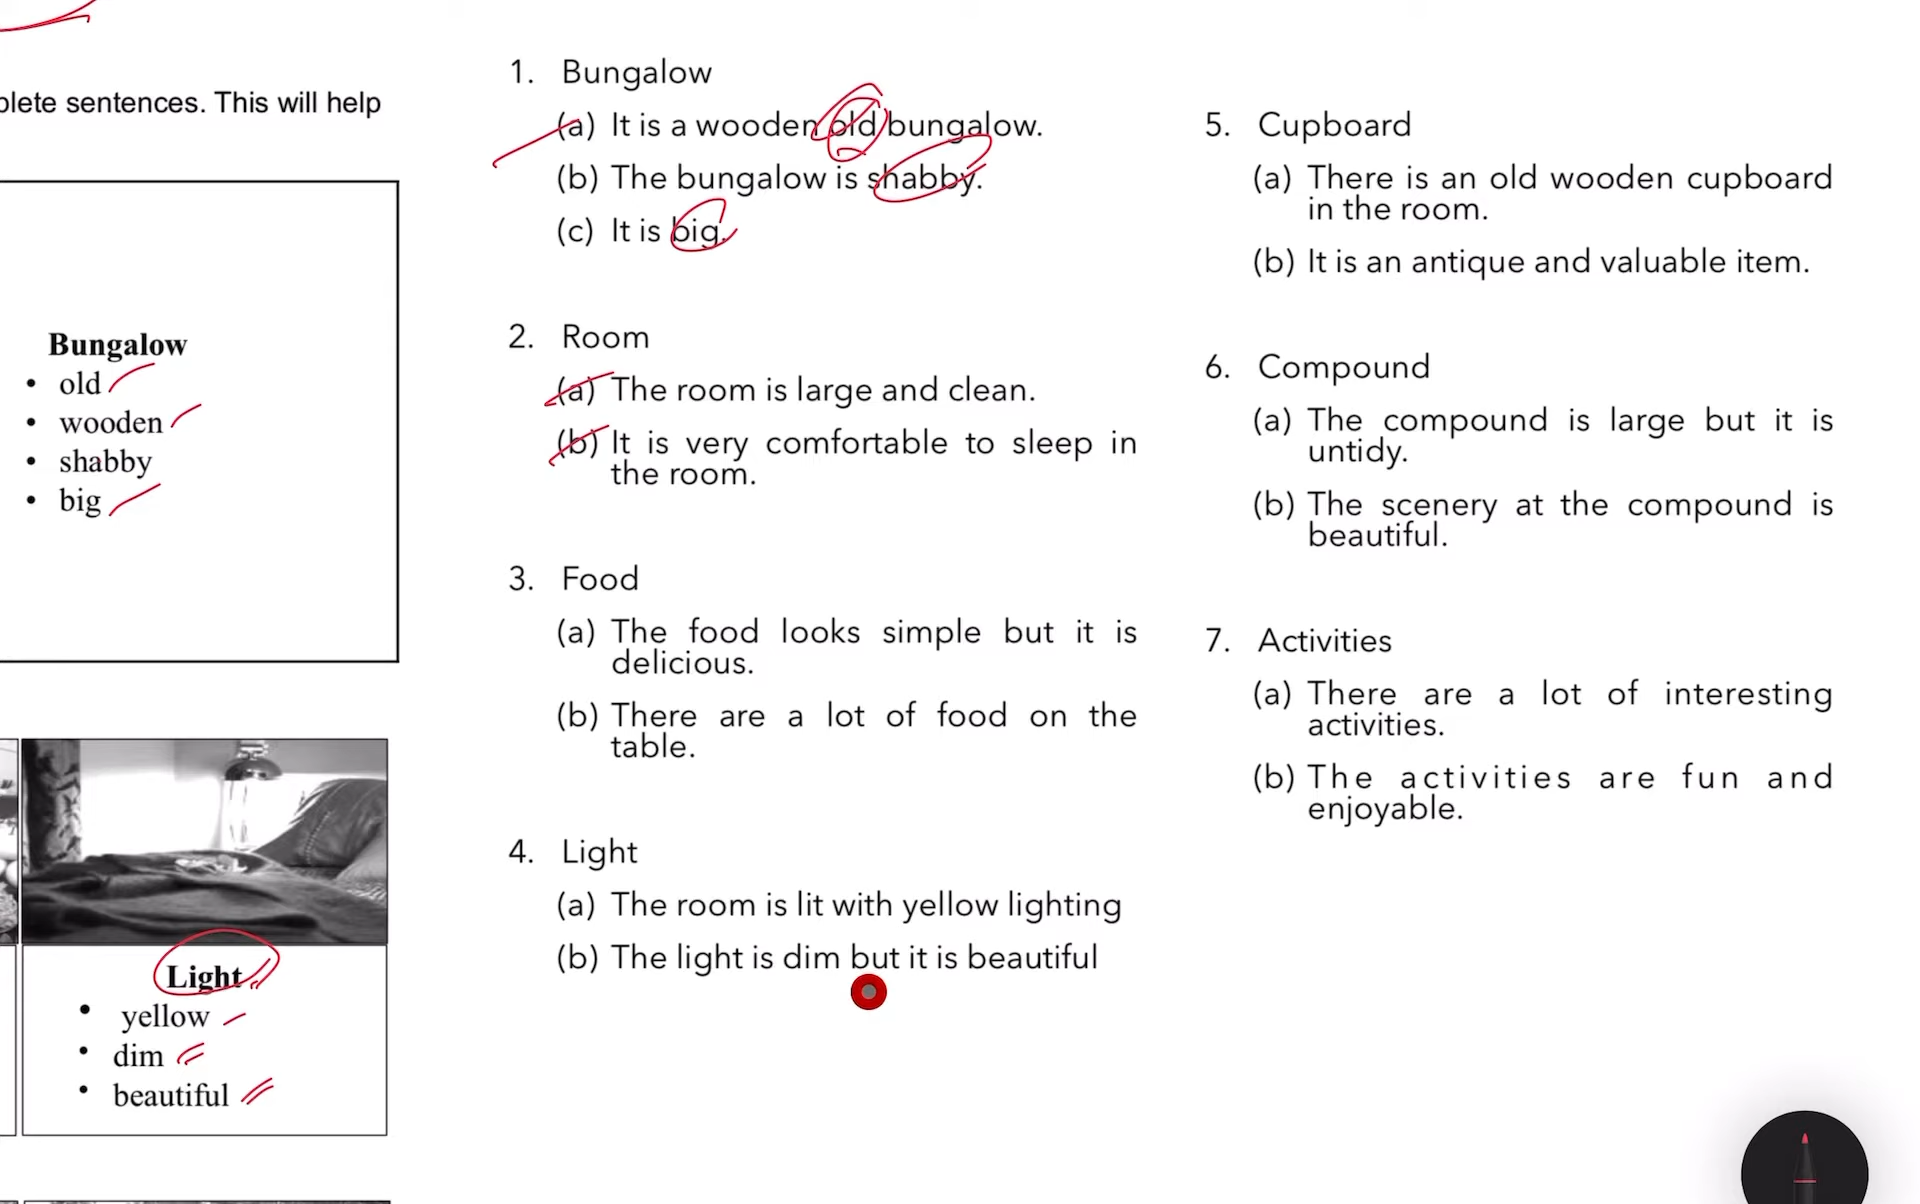 plete sentences. This will help
Bungalow
• old
• wooden
• shabby
• big
Light
• yellow
• dim
• beautiful
1. Bungalow
(a) It is a wooden old bungalow.
(b) The bungalow is shabby.
(c) It is big.
2. Room
(a) The room is large and clean.
(b) It is very comfortable to sleep in
the room.
3. Food
(a) The food looks simple but it is
delicious.
(b) There are a lot of food on the
table.
4. Light
(a) The room is lit with yellow lighting
(b) The light is dim but it is beautiful
5. Cupboard
(a) There is an old wooden cupboard
in the room.
(b) It is an antique and valuable item.
6. Compound
(a) The compound is large but it is
untidy.
(b) The scenery at the compound is
beautiful.
7. Activities
(a) There are a lot of interesting
activities.
(b) The activities are fun and
enjoyable.